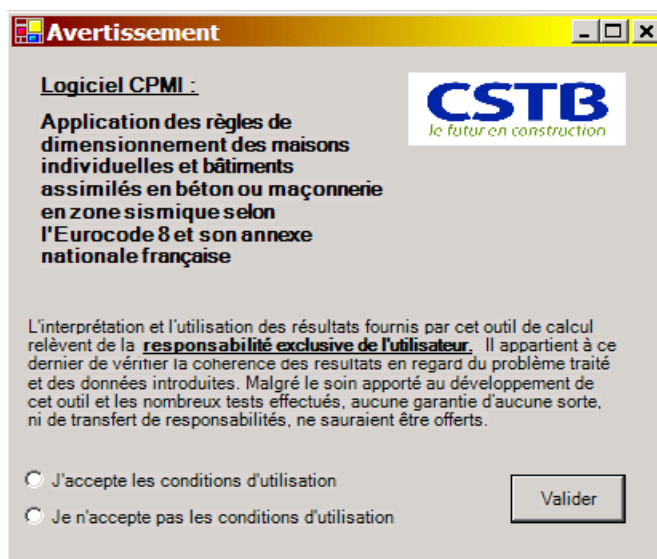 Avertissement
Logiciel CPMI :
CSTB
le futur en construction
Application des règles de
dimensionnement des maisons
individuelles et bâtiments
assimilés en béton ou maçonnerie
en zone sismique selon
l'Eurocode 8 et son annexe
nationale française
L'interprétation et l'utilisation des résultats fournis par cet outil de calcul
relèvent de la responsabilité exclusive de l'utilisateur. Il appartient à ce
dernier de vérifier la cohérence des résultats en regard du problème traité
et des données introduites. Malgré le soin apporté au développement de
cet outil et les nombreux tests effectués, aucune garantie d'aucune sorte,
ni de transfert de responsabilités, ne sauraient être offerts.
J'accepte les conditions d'utilisation
Je n'accepte pas les conditions d'utilisation
Valider